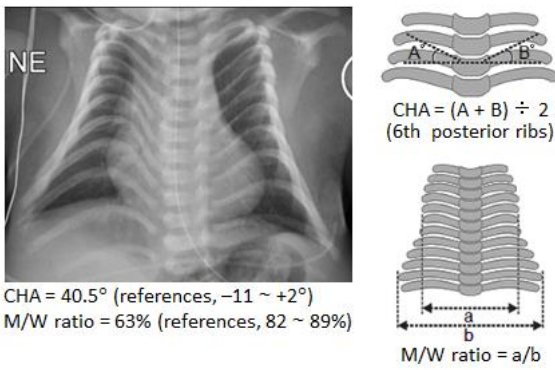 NE
A° B°
CHA = (A + B) ÷ 2
(6th posterior ribs)
CHA = 40.5° (references, –11 ~ +2°)
M/W ratio = 63% (references, 82 ~ 89%)
a
b
M/W ratio = a/b